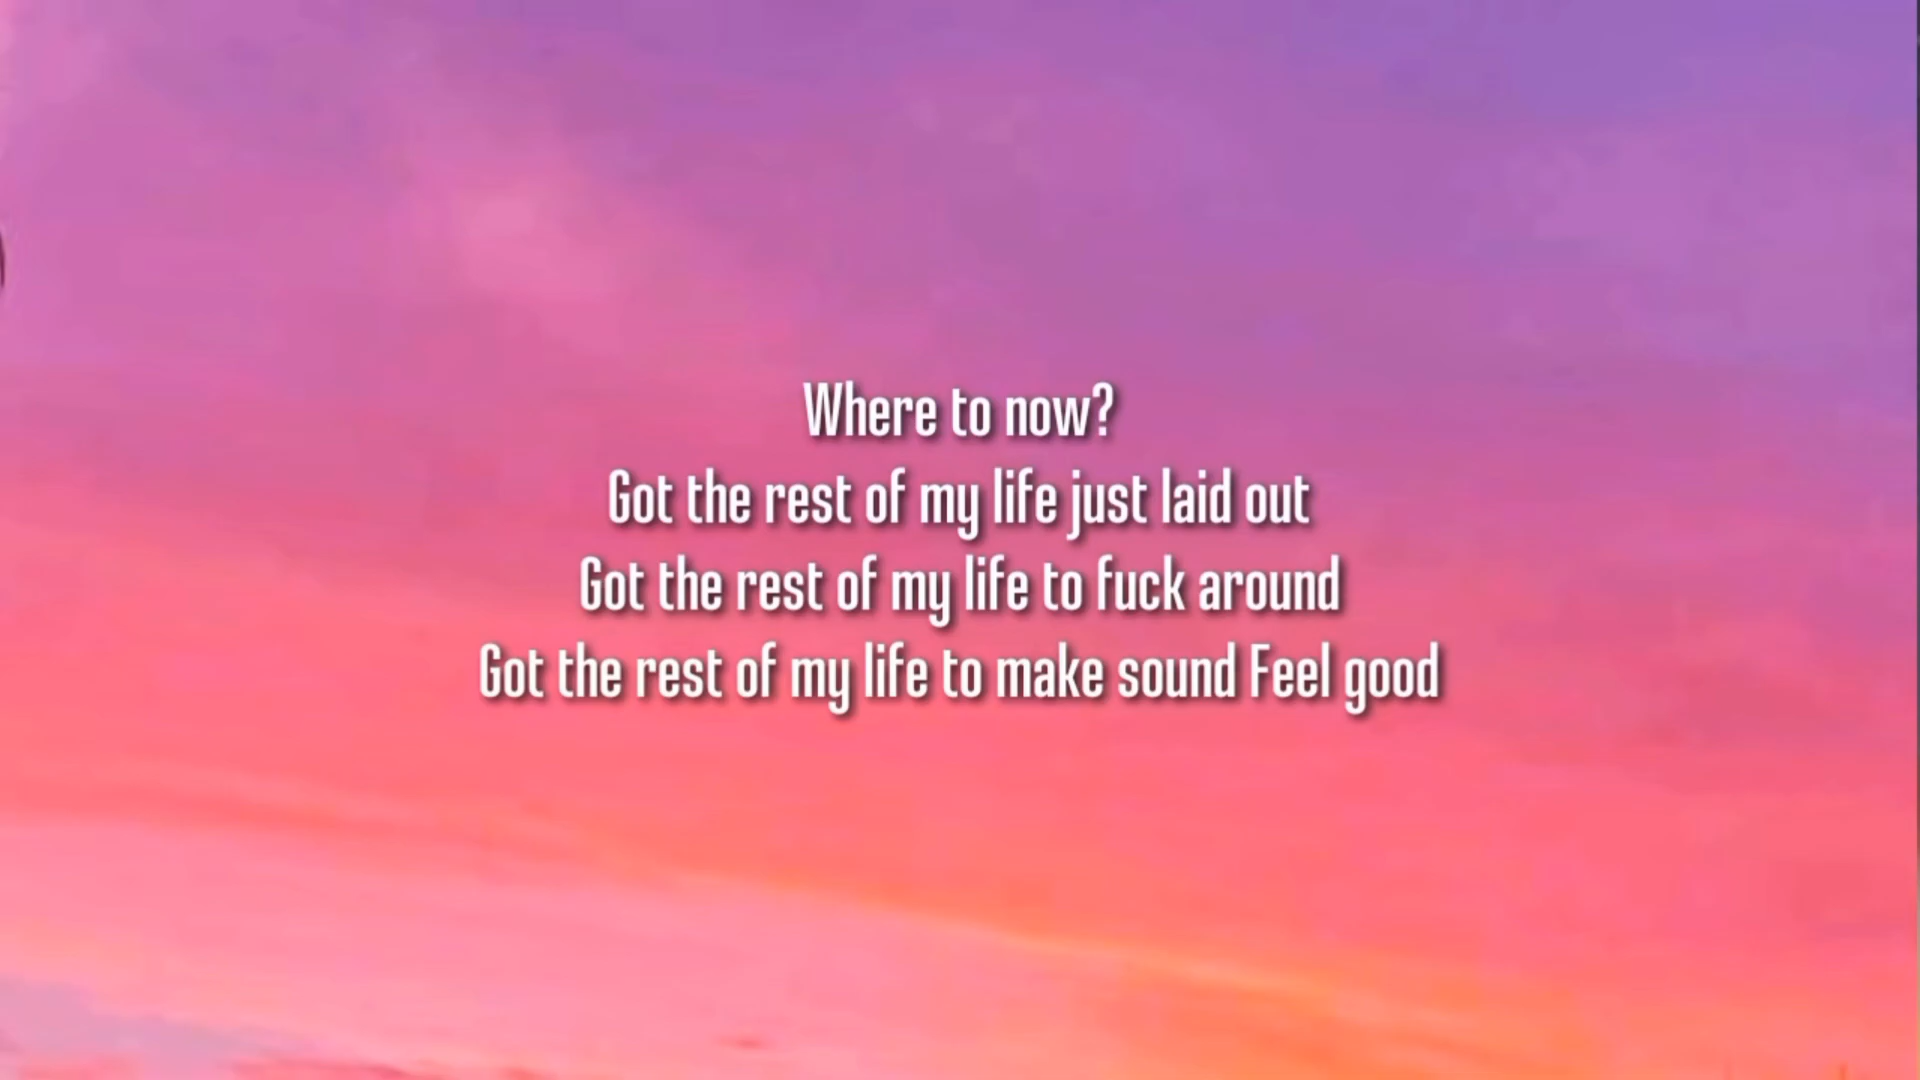 Where to now?
Got the rest of my life just laid out
Got the rest of my life to fuck around
Got the rest of my life to make sound Feel good